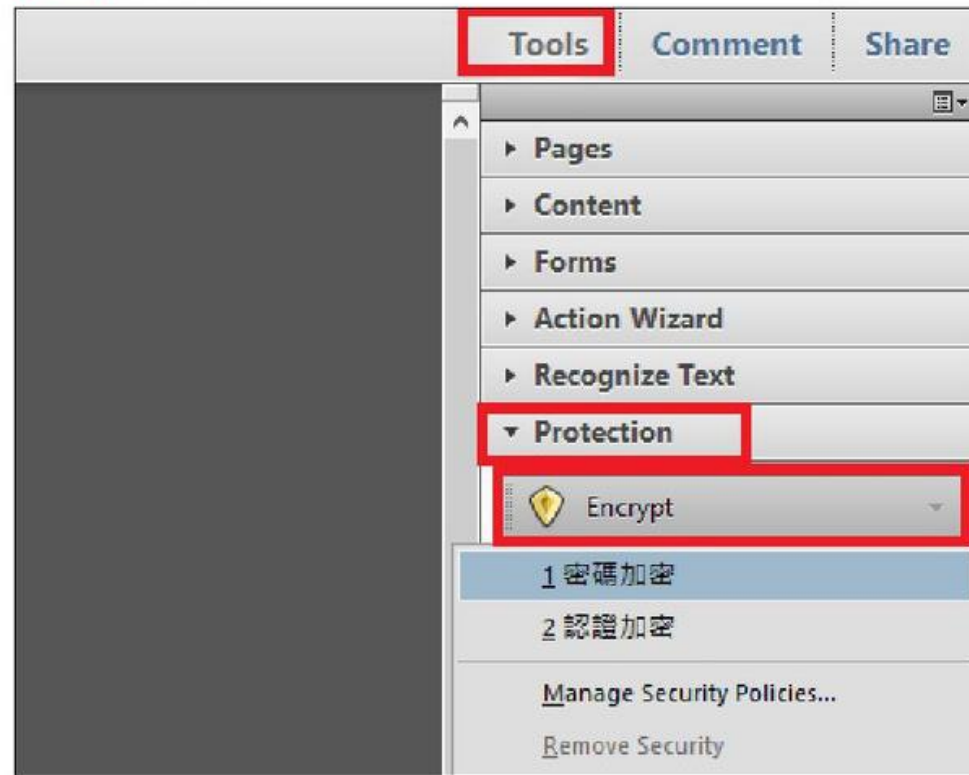 Tools Comment Share
Pages
Content
Forms
Action Wizard
Recognize Text
Protection
Encrypt
1 密碼加密
2 認證加密
Manage Security Policies...
Remove Security